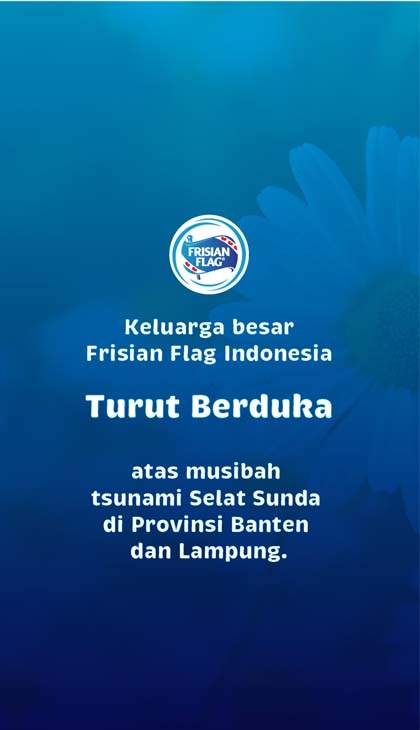 FRISIAN
FLAG
Keluarga besar
Frisian Flag Indonesia
Turut Berduka
atas musibah
tsunami Selat Sunda
di Provinsi Banten
dan Lampung.